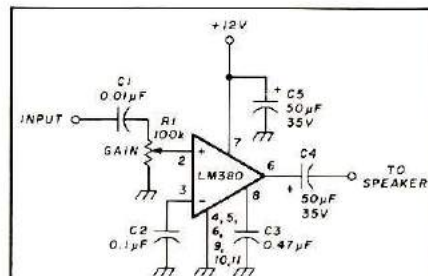 +12V
C1
0.01µF
+
C5
50µF
35V
INPUT
R1
100k
GAIN
2
+
7
LM380
6
C4
+
50µF
35V
TO
SPEAKER
3
-
8
C2
0.1µF
4, 5,
6,
9,
10, 11
C3
0.47µF